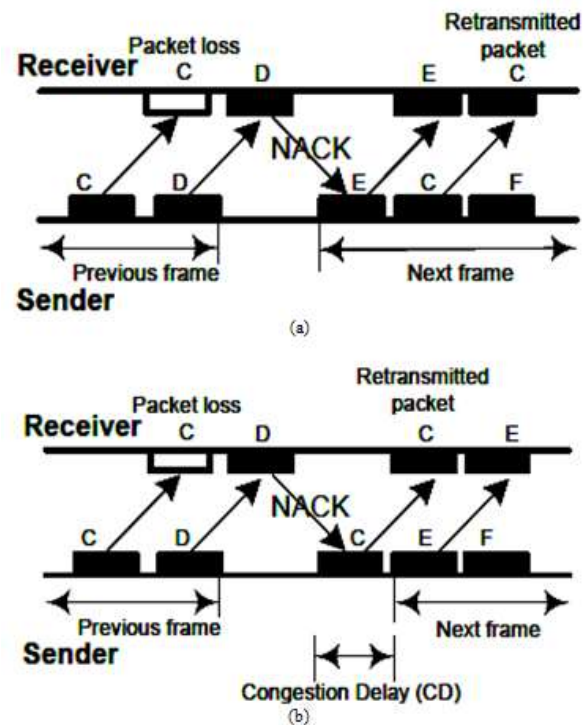 Retransmitted
Packet loss packet
Receiver C D E C
NACK
C D E C F
Previous frame Next frame
Sender
(a)
Retransmitted
Packet loss packet
Receiver C D C E
NACK
C D C E F
Previous frame Next frame
Sender
Congestion Delay (CD)
(b)